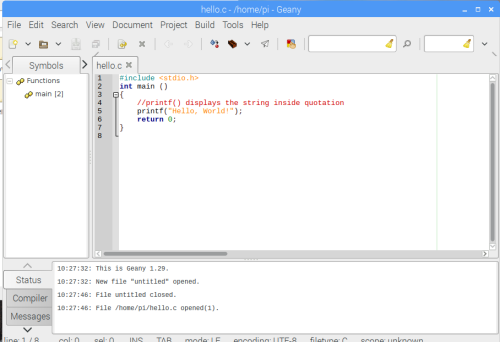 hello.c - /home/pi - Geany
File Edit Search View Document Project Build Tools Help
Symbols
Functions
main [2]
hello.c
1 #include <stdio.h>
2 int main ()
3 {
4 //printf() displays the string inside quotation
5 printf("Hello, World!");
6 return 0;
7 }
8
Status
Compiler
Messages
10:27:32: This is Geany 1.29.
10:27:32: New file "untitled" opened.
10:27:46: File untitled closed.
10:27:46: File /home/pi/hello.c opened(1).
line: 1 / 8 col: 0 sel: 0 INS TAB mode: LF encoding: UTF-8 filetype: C scope: unknown